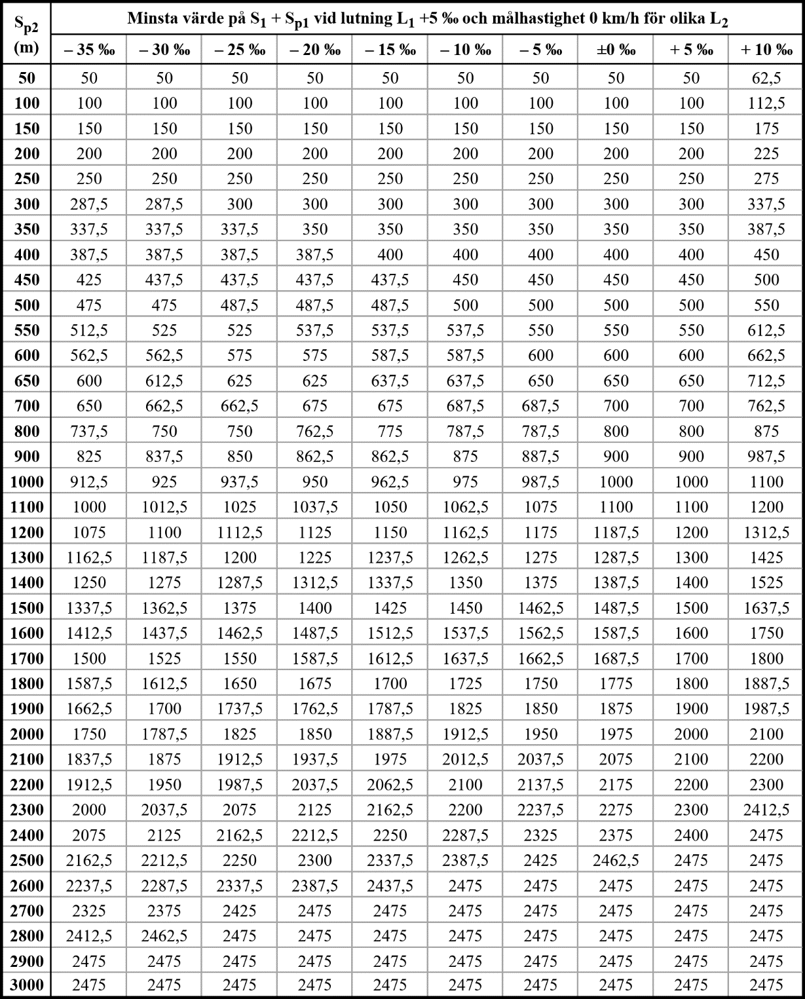 S_p2 (m) Minsta värde på S_1 + S_p1 vid lutning L_1 +5 ‰ och målhastighet 0 km/h för olika L_2
– 35 ‰ – 30 ‰ – 25 ‰ – 20 ‰ – 15 ‰ – 10 ‰ – 5 ‰ ±0 ‰ + 5 ‰ + 10 ‰
50 50 50 50 50 50 50 50 50 50 62,5
100 100 100 100 100 100 100 100 100 100 112,5
150 150 150 150 150 150 150 150 150 150 175
200 200 200 200 200 200 200 200 200 200 225
250 250 250 250 250 250 250 250 250 250 275
300 287,5 287,5 300 300 300 300 300 300 300 337,5
350 337,5 337,5 337,5 350 350 350 350 350 350 387,5
400 387,5 387,5 387,5 387,5 400 400 400 400 400 450
450 425 437,5 437,5 437,5 437,5 450 450 450 450 500
500 475 475 487,5 487,5 487,5 500 500 500 500 550
550 512,5 525 525 537,5 537,5 537,5 550 550 550 612,5
600 562,5 562,5 575 575 587,5 587,5 600 600 600 662,5
650 600 612,5 625 625 637,5 637,5 650 650 650 712,5
700 650 662,5 662,5 675 675 687,5 687,5 700 700 762,5
800 737,5 750 750 762,5 775 787,5 787,5 800 800 875
900 825 837,5 850 862,5 862,5 875 887,5 900 900 987,5
1000 912,5 925 937,5 950 962,5 975 987,5 1000 1000 1100
1100 1000 1012,5 1025 1037,5 1050 1062,5 1075 1100 1100 1200
1200 1075 1100 1112,5 1125 1150 1162,5 1175 1187,5 1200 1312,5
1300 1162,5 1187,5 1200 1225 1237,5 1262,5 1275 1287,5 1300 1425
1400 1250 1275 1287,5 1312,5 1337,5 1350 1375 1387,5 1400 1525
1500 1337,5 1362,5 1375 1400 1425 1450 1462,5 1487,5 1500 1637,5
1600 1412,5 1437,5 1462,5 1487,5 1512,5 1537,5 1562,5 1587,5 1600 1750
1700 1500 1525 1550 1587,5 1612,5 1637,5 1662,5 1687,5 1700 1800
1800 1587,5 1612,5 1650 1675 1700 1725 1750 1775 1800 1887,5
1900 1662,5 1700 1737,5 1762,5 1787,5 1825 1850 1875 1900 1987,5
2000 1750 1787,5 1825 1850 1887,5 1912,5 1950 1975 2000 2100
2100 1837,5 1875 1912,5 1937,5 1975 2012,5 2037,5 2075 2100 2200
2200 1912,5 1950 1987,5 2037,5 2062,5 2100 2137,5 2175 2200 2300
2300 2000 2037,5 2075 2125 2162,5 2200 2237,5 2275 2300 2412,5
2400 2075 2125 2162,5 2212,5 2250 2287,5 2325 2375 2400 2475
2500 2162,5 2212,5 2250 2300 2337,5 2387,5 2425 2462,5 2475 2475
2600 2237,5 2287,5 2337,5 2387,5 2437,5 2475 2475 2475 2475 2475
2700 2325 2375 2425 2475 2475 2475 2475 2475 2475 2475
2800 2412,5 2462,5 2475 2475 2475 2475 2475 2475 2475 2475
2900 2475 2475 2475 2475 2475 2475 2475 2475 2475 2475
3000 2475 2475 2475 2475 2475 2475 2475 2475 2475 2475